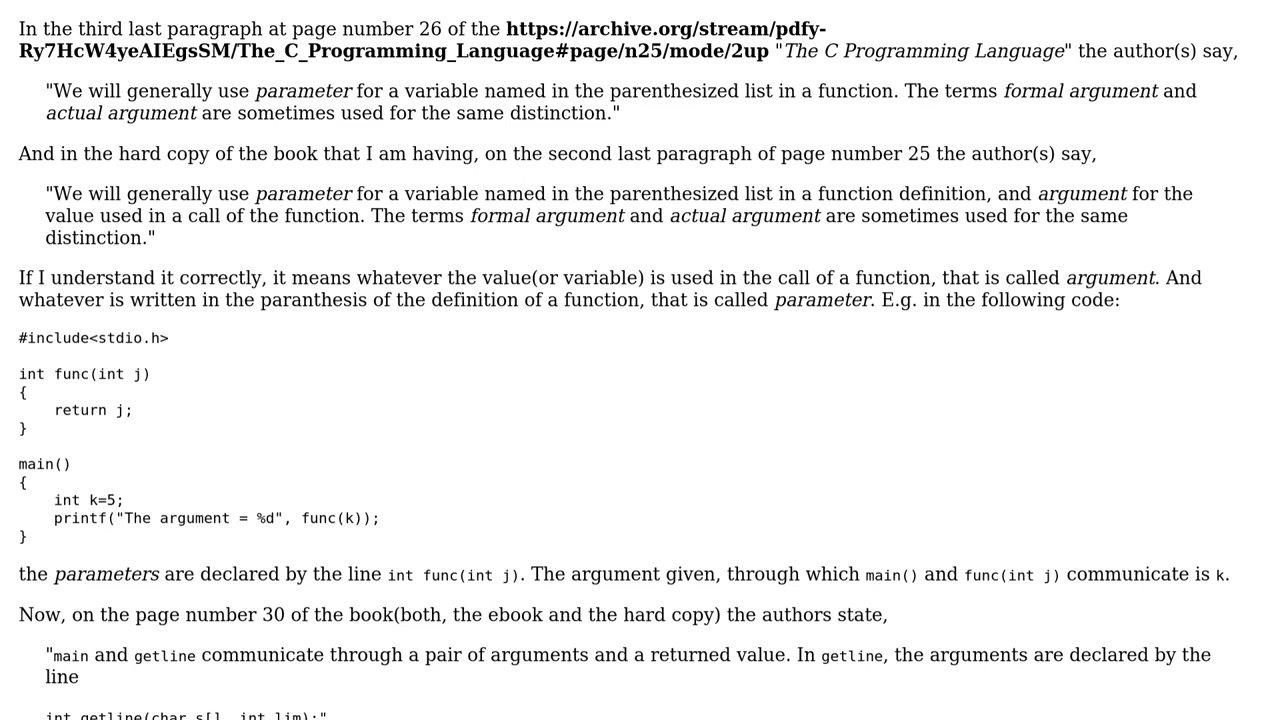 In the third last paragraph at page number 26 of the https://archive.org/stream/pdfy-
Ry7HcW4yeAIEgsSM/The_C_Programming_Language#page/n25/mode/2up "The C Programming Language" the author(s) say,
"We will generally use parameter for a variable named in the parenthesized list in a function. The terms formal argument and
actual argument are sometimes used for the same distinction."
And in the hard copy of the book that I am having, on the second last paragraph of page number 25 the author(s) say,
"We will generally use parameter for a variable named in the parenthesized list in a function definition, and argument for the
value used in a call of the function. The terms formal argument and actual argument are sometimes used for the same
distinction."
If I understand it correctly, it means whatever the value(or variable) is used in the call of a function, that is called argument. And
whatever is written in the paranthesis of the definition of a function, that is called parameter. E.g. in the following code:
#include<stdio.h>
int func(int j)
{
    return j;
}
main()
{
    int k=5;
    printf("The argument = %d", func(k));
}
the parameters are declared by the line int func(int j). The argument given, through which main() and func(int j) communicate is k.
Now, on the page number 30 of the book(both, the ebook and the hard copy) the authors state,
"main and getline communicate through a pair of arguments and a returned value. In getline, the arguments are declared by the
line
int getline(char s[], int lim);"